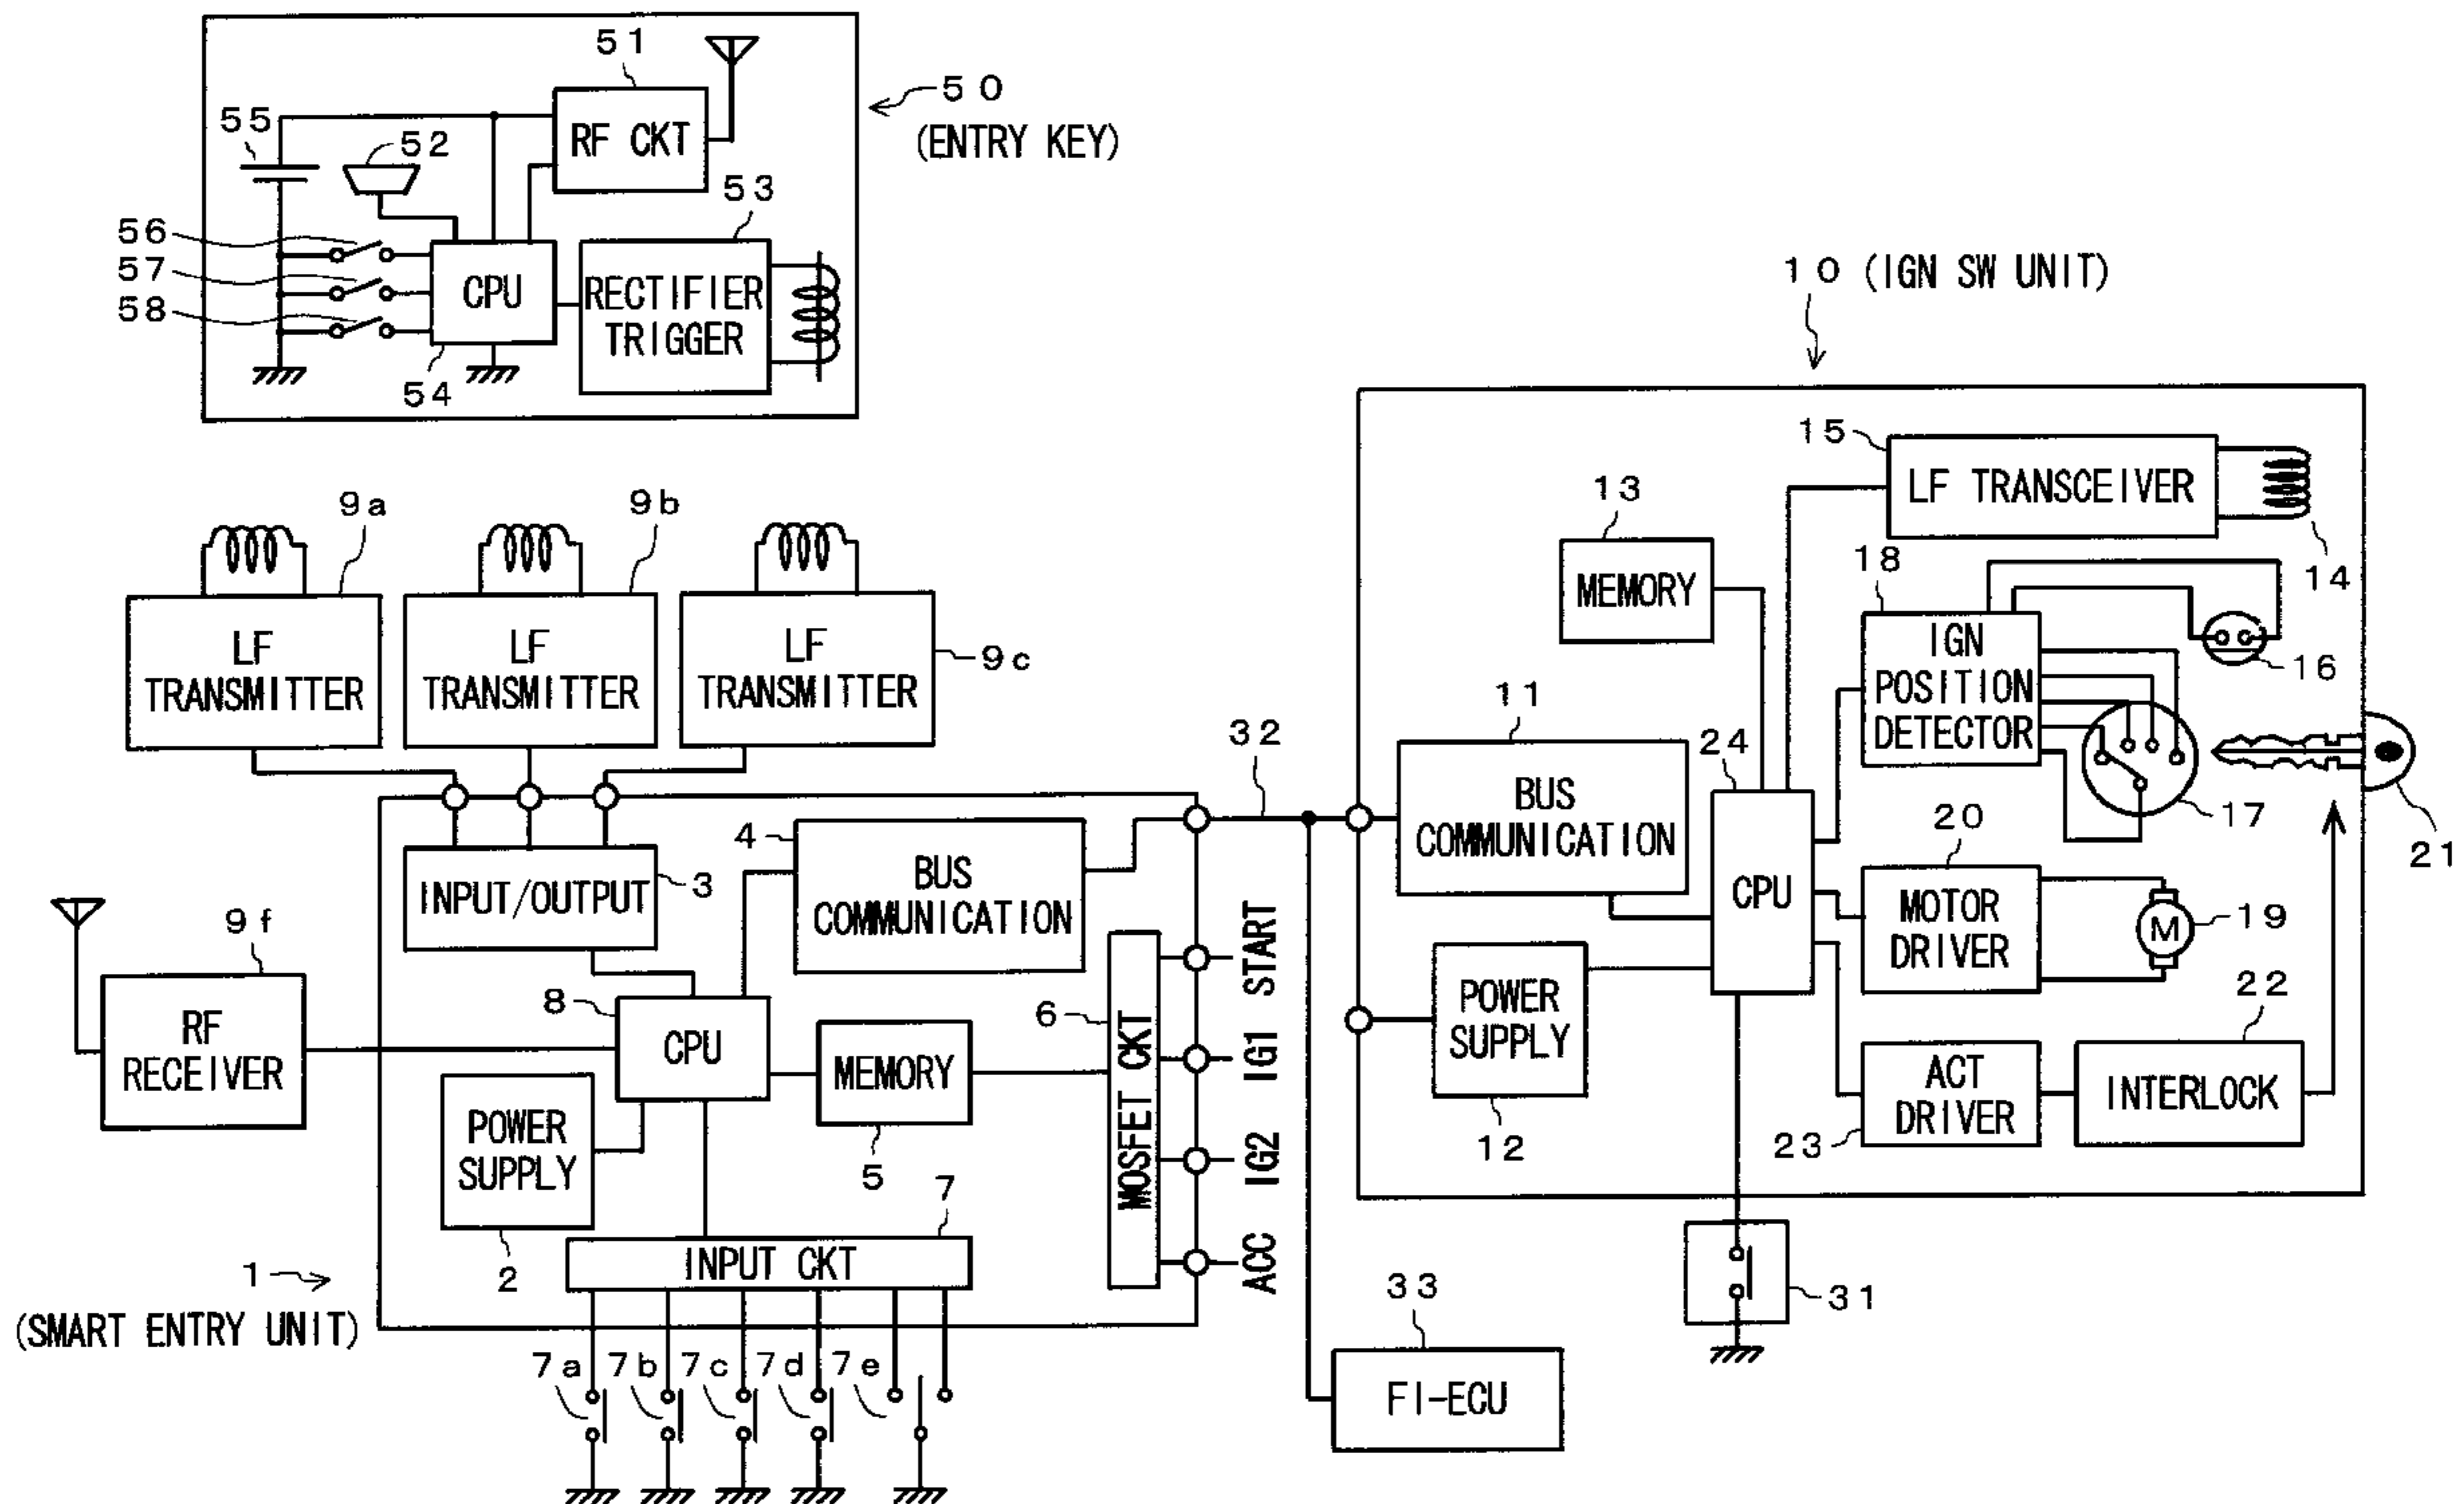 51
50
(ENTRY KEY)
55
52
RF CKT
53
56
57
58
CPU
RECTIFIER
TRIGGER
54
10 (IGN SW UNIT)
15
LF TRANSCEIVER
14
13
MEMORY
18
IGN
POSITION
DETECTOR
16
17
21
9a
9b
9c
LF
TRANSMITTER
LF
TRANSMITTER
LF
TRANSMITTER
32
11
BUS
COMMUNICATION
24
CPU
20
MOTOR
DRIVER
M
19
4
BUS
COMMUNICATION
INPUT/OUTPUT
3
9f
RF
RECEIVER
8
CPU
MEMORY
5
6
MOSFET CKT
START
IG1
IG2
ACC
POWER
SUPPLY
2
7
INPUT CKT
POWER
SUPPLY
12
22
ACT
DRIVER
23
INTERLOCK
1
(SMART ENTRY UNIT)
7a
7b
7c
7d
7e
31
33
FI-ECU